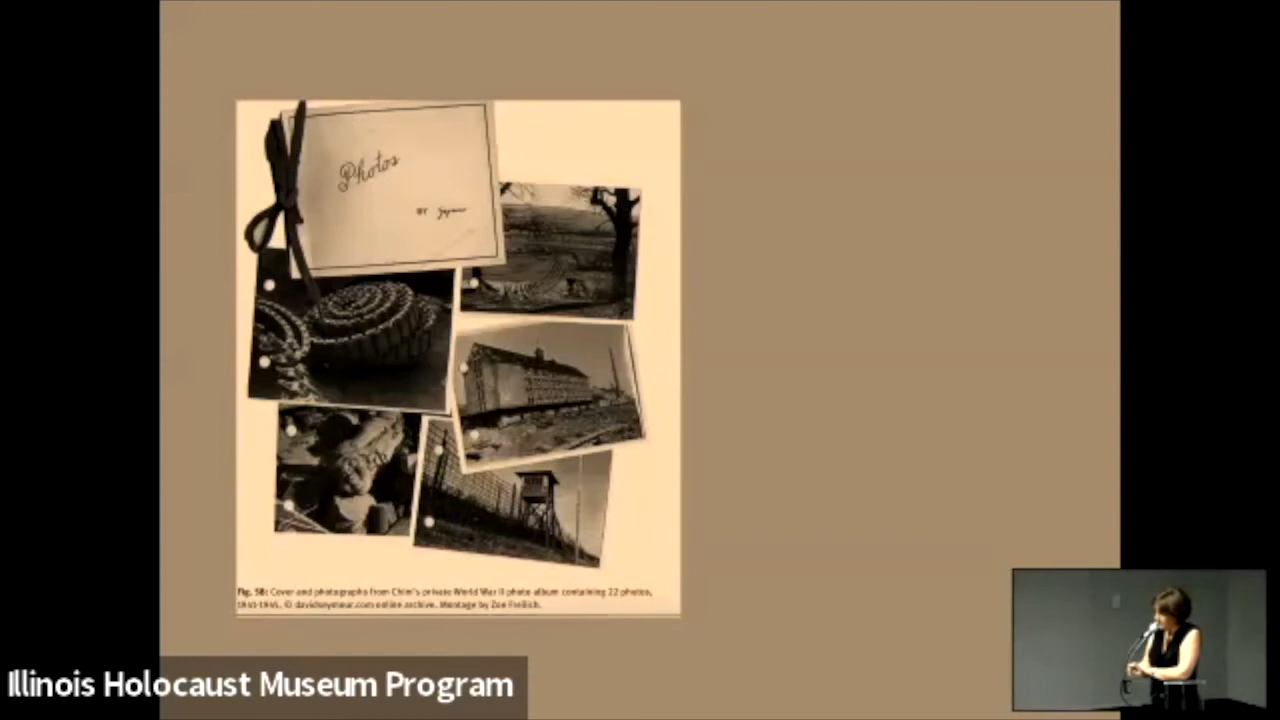 Photos
BY
Fig. 58: Cover and photographs from Chim's private World War II photo album containing 22 photos,
© davidseymour.com online archive. Montage by Zoe Freilich.
Illinois Holocaust Museum Program